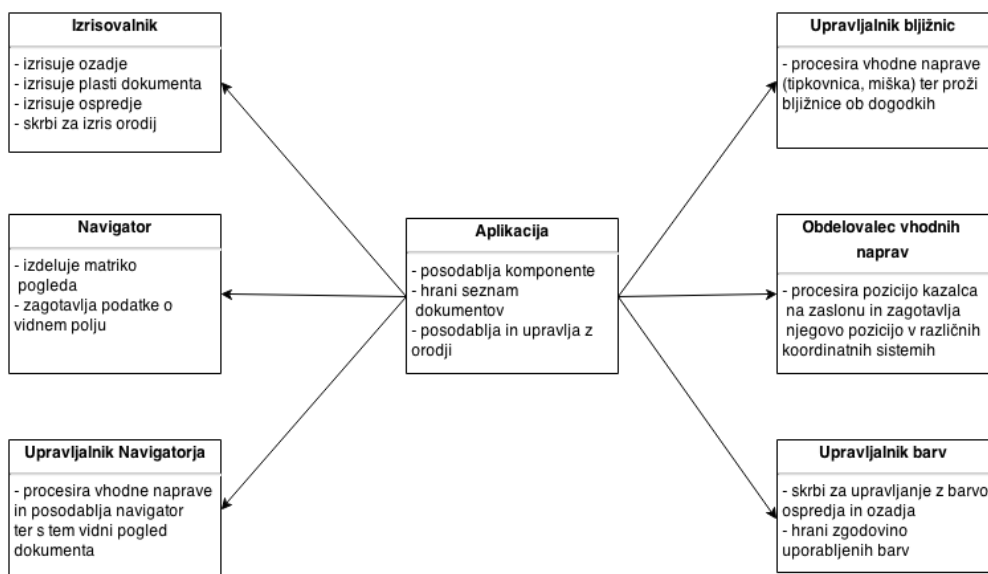 Izrisovalnik
- izrisuje ozadje
- izrisuje plasti dokumenta
- izrisuje ospredje
- skrbi za izris orodij
Upravljalnik bljižnic
- procesira vhodne naprave
(tipkovnica, miška) ter proži
bljižnice ob dogodkih
Navigator
- izdeluje matriko
pogleda
- zagotavlja podatke o
vidnem polju
Aplikacija
- posodablja komponente
- hrani seznam
dokumentov
- posodablja in upravlja z
orodji
Obdelovalec vhodnih
naprav
- procesira pozicijo kazalca
na zaslonu in zagotavlja
njegovo pozicijo v različnih
koordinatnih sistemih
Upravljalnik Navigatorja
- procesira vhodne naprave
in posodablja navigator
ter s tem vidni pogled
dokumenta
Upravljalnik barv
- skrbi za upravljanje z barvo
ospredja in ozadja
- hrani zgodovino
uporabljenih barv